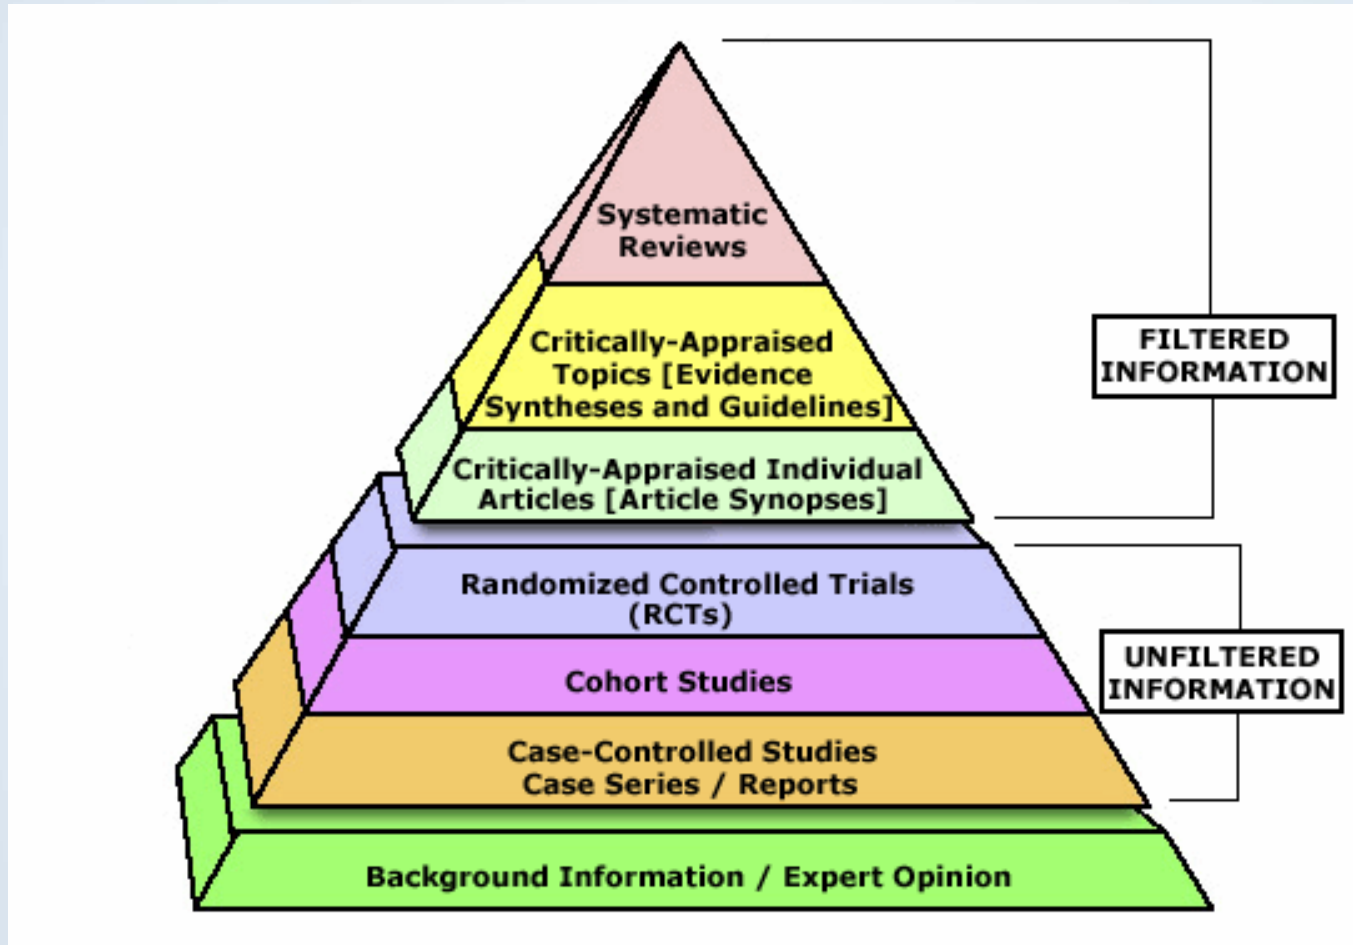 Systematic
Reviews
Critically-Appraised
Topics [Evidence
Syntheses and Guidelines]
FILTERED
INFORMATION
Critically-Appraised Individual
Articles [Article Synopses]
Randomized Controlled Trials
(RCTs)
Cohort Studies
UNFILTERED
INFORMATION
Case-Controlled Studies
Case Series / Reports
Background Information / Expert Opinion